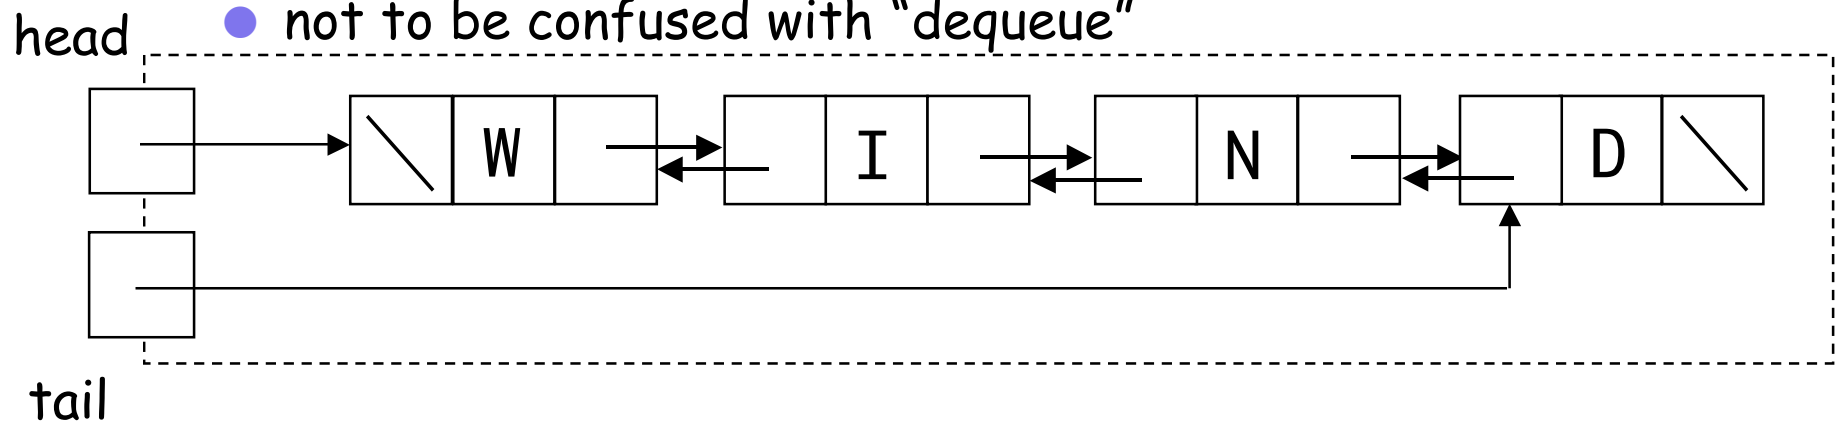 not to be confused with “dequeue”
head
W I N D
tail